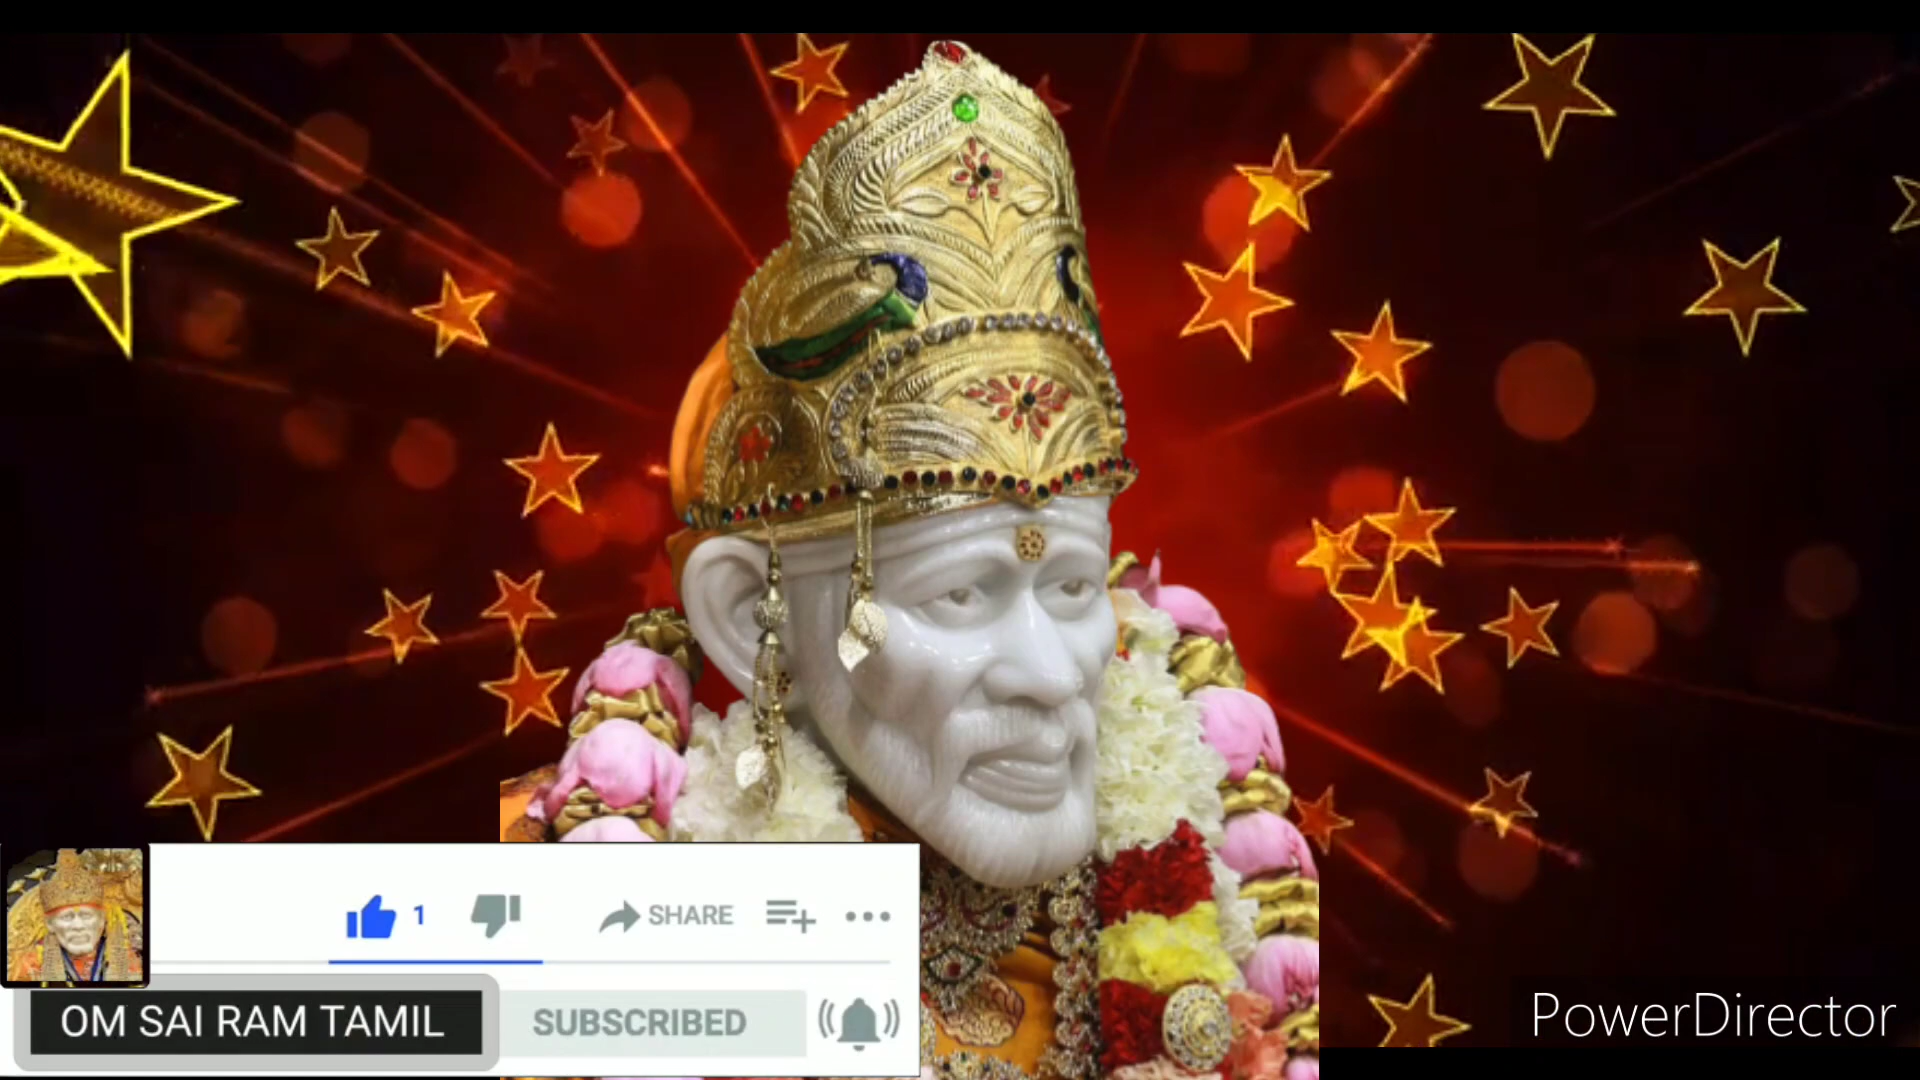 1
SHARE
OM SAI RAM TAMIL
SUBSCRIBED
PowerDirector